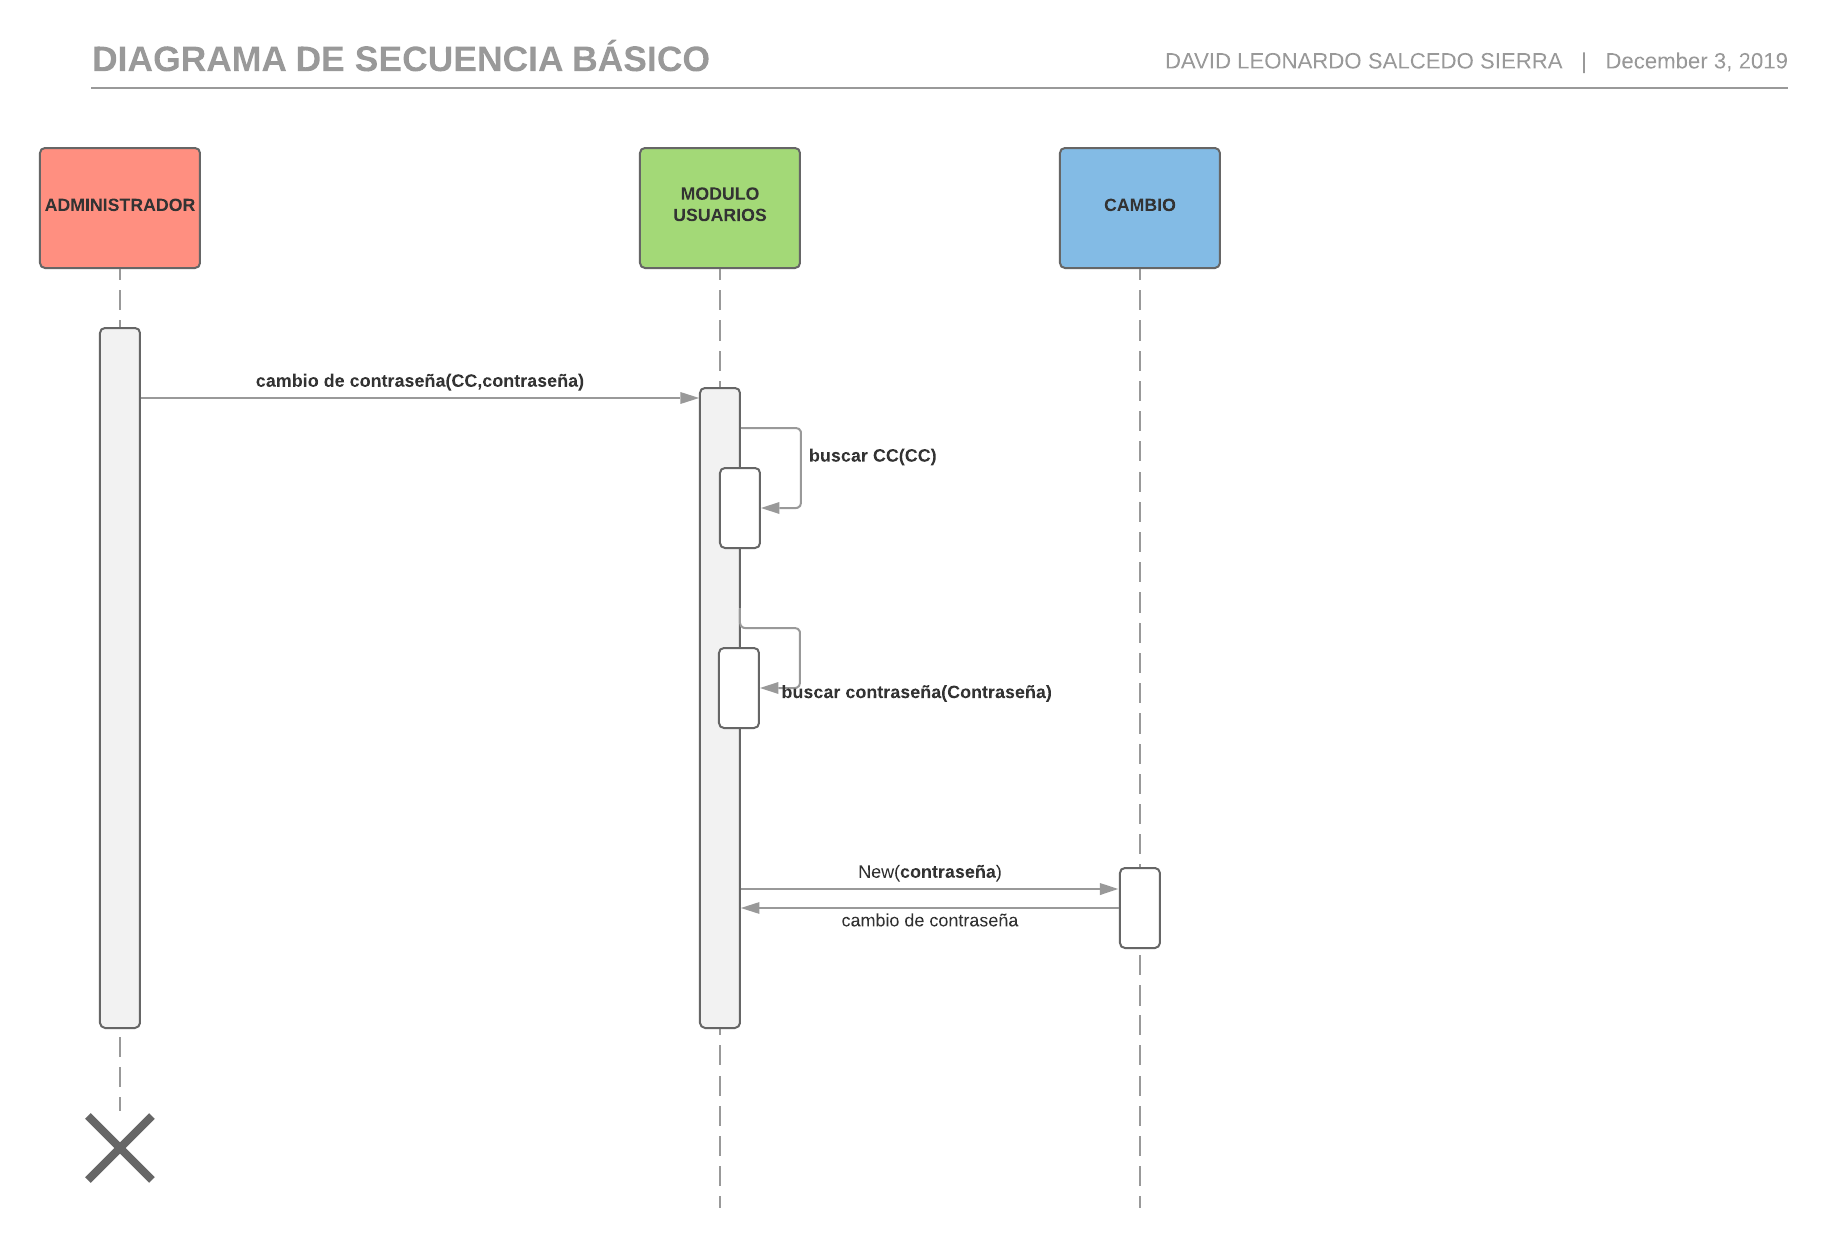 DIAGRAMA DE SECUENCIA BÁSICO
DAVID LEONARDO SALCEDO SIERRA | December 3, 2019
ADMINISTRADOR
MODULO
USUARIOS
CAMBIO
cambio de contraseña(CC,contraseña)
buscar CC(CC)
buscar contraseña(Contraseña)
New(contraseña)
cambio de contraseña